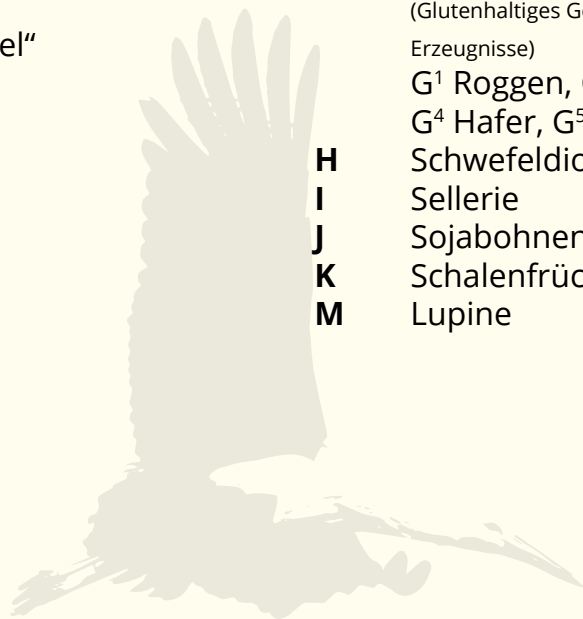 el“
(Glutenhaltiges G
Erzeugnisse)
G¹ Roggen,
G⁴ Hafer, G⁵
H Schwefeldio
I Sellerie
J Sojabohnen
K Schalenfrüc
M Lupine